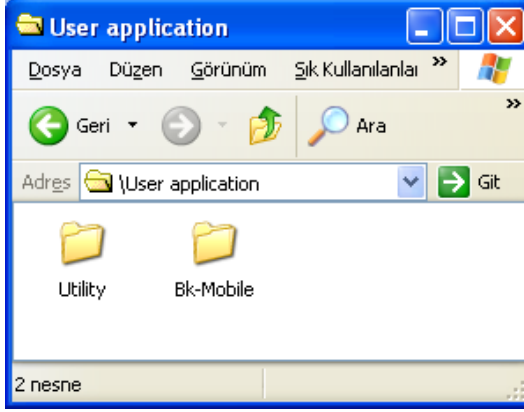 User application
Dosya Düzen Görünüm Sık Kullanılanlar »
Geri Ara »
Adres \User application Git
Utility Bk-Mobile
2 nesne